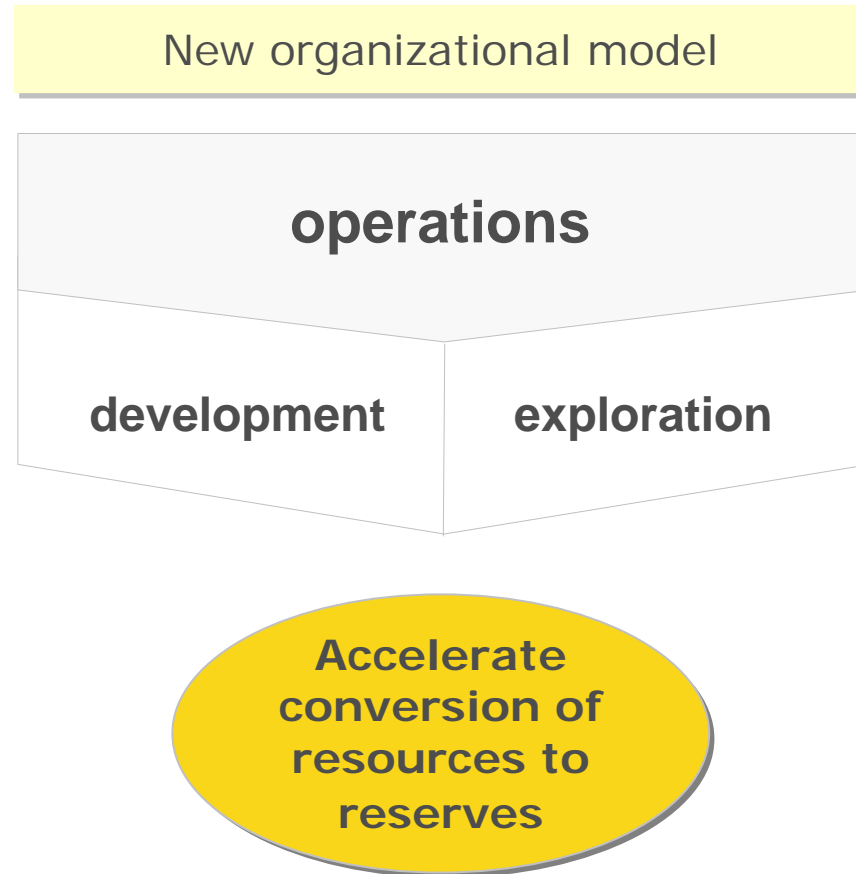 New organizational model
operations
development exploration
Accelerate
conversion of
resources to
reserves